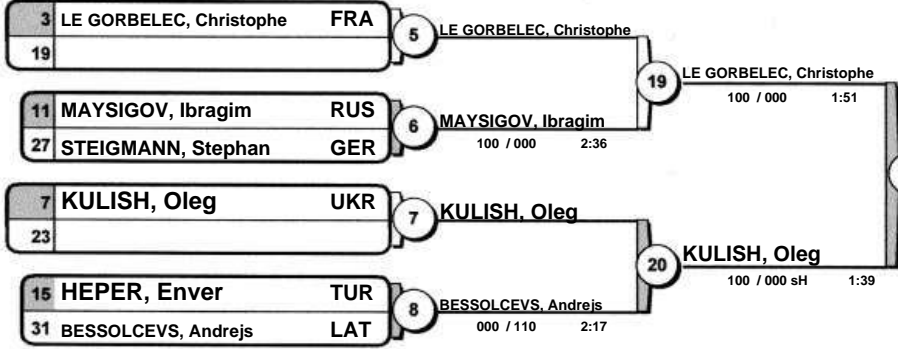 3 LE GORBELEC, Christophe FRA
19
5
LE GORBELEC, Christophe
11 MAYSIGOV, Ibragim RUS
27 STEIGMANN, Stephan GER
6
MAYSIGOV, Ibragim
100 / 000 2:36
19
LE GORBELEC, Christophe
100 / 000 1:51
7 KULISH, Oleg UKR
23
7
KULISH, Oleg
15 HEPER, Enver TUR
31 BESSOLCEVS, Andrejs LAT
8
BESSOLCEVS, Andrejs
000 / 110 2:17
20
KULISH, Oleg
100 / 000 sH 1:39